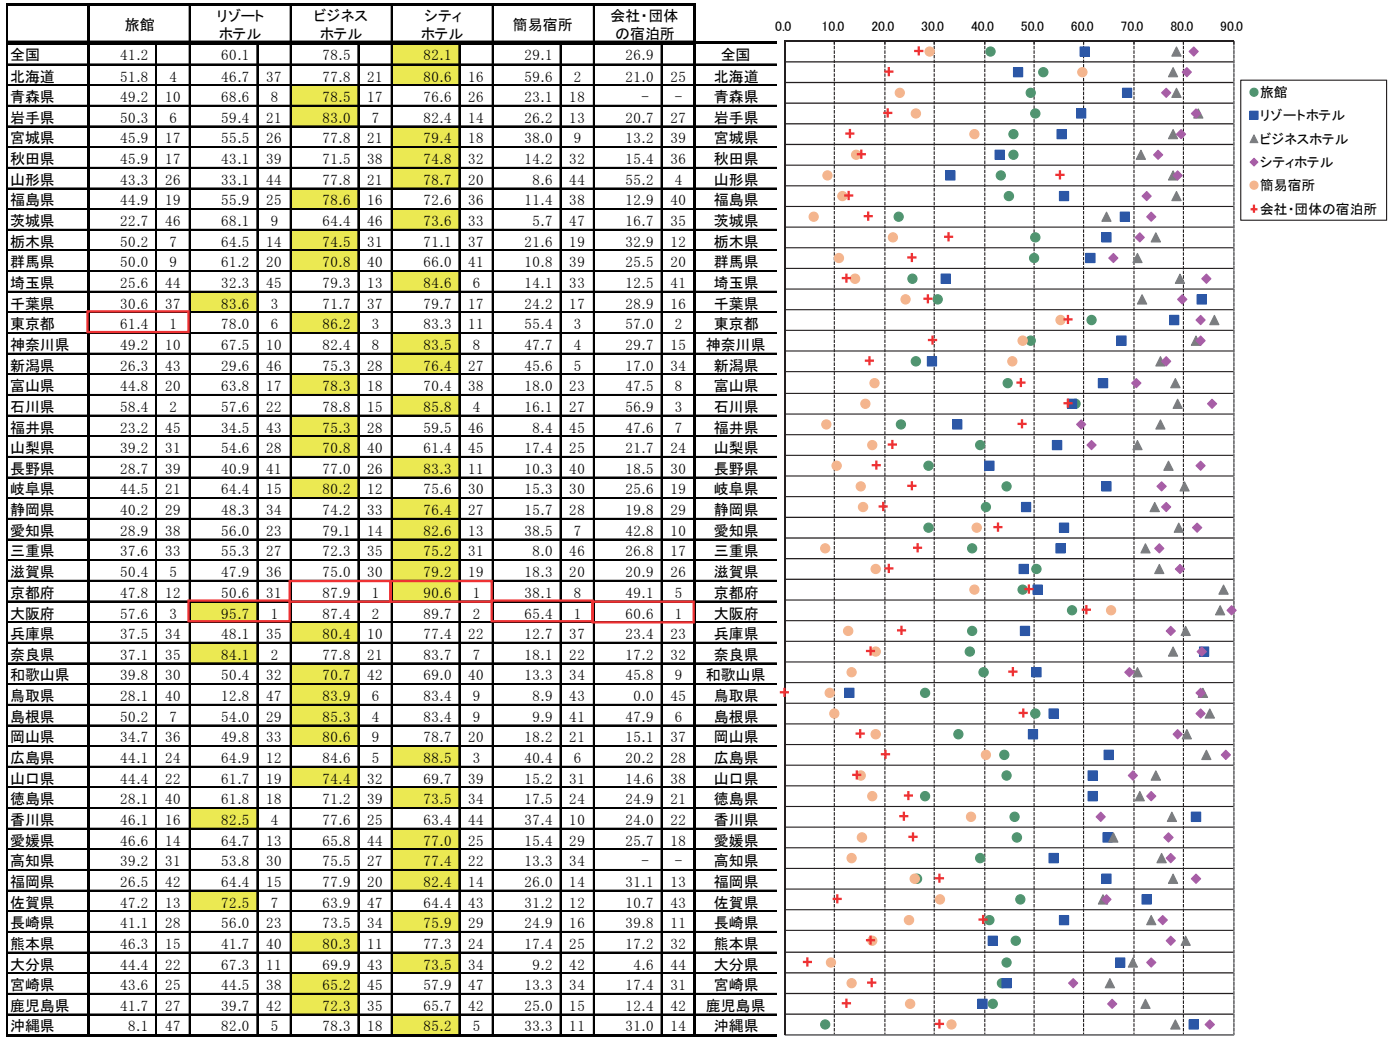 旅館 リゾートホテル ビジネスホテル シティホテル 簡易宿所 会社・団体の宿泊所 0.0 10.0 20.0 30.0 40.0 50.0 60.0 70.0 80.0 90.0
全国 41.2 60.1 78.5 82.1 29.1 26.9 全国
北海道 51.8 4 46.7 37 77.8 21 80.6 16 59.6 2 21.0 25 北海道
青森県 49.2 10 68.6 8 78.5 17 76.6 26 23.1 18 － － 青森県
岩手県 50.3 6 59.4 21 83.0 7 82.4 14 26.2 13 20.7 27 岩手県
宮城県 45.9 17 55.5 26 77.8 21 79.4 18 38.0 9 13.2 39 宮城県
秋田県 45.9 17 43.1 39 71.5 38 74.8 32 14.2 32 15.4 36 秋田県
山形県 43.3 26 33.1 44 77.8 21 78.7 20 8.6 44 55.2 4 山形県
福島県 44.9 19 55.9 25 78.6 16 72.6 36 11.4 38 12.9 40 福島県
茨城県 22.7 46 68.1 9 64.4 46 73.6 33 5.7 47 16.7 35 茨城県
栃木県 50.2 7 64.5 14 74.5 31 71.1 37 21.6 19 32.9 12 栃木県
群馬県 50.0 9 61.2 20 70.8 40 66.0 41 10.8 39 25.5 20 群馬県
埼玉県 25.6 44 32.3 45 79.3 13 84.6 6 14.1 33 12.5 41 埼玉県
千葉県 30.6 37 83.6 3 71.7 37 79.7 17 24.2 17 28.9 16 千葉県
東京都 61.4 1 78.0 6 86.2 3 83.3 11 55.4 3 57.0 2 東京都
神奈川県 49.2 10 67.5 10 82.4 8 83.5 8 47.7 4 29.7 15 神奈川県
新潟県 26.3 43 29.6 46 75.3 28 76.4 27 45.6 5 17.0 34 新潟県
富山県 44.8 20 63.8 17 78.3 18 70.4 38 18.0 23 47.5 8 富山県
石川県 58.4 2 57.6 22 78.8 15 85.8 4 16.1 27 56.9 3 石川県
福井県 23.2 45 34.5 43 75.3 28 59.5 46 8.4 45 47.6 7 福井県
山梨県 39.2 31 54.6 28 70.8 40 61.4 45 17.4 25 21.7 24 山梨県
長野県 28.7 39 40.9 41 77.0 26 83.3 11 10.3 40 18.5 30 長野県
岐阜県 44.5 21 64.4 15 80.2 12 75.6 30 15.3 30 25.6 19 岐阜県
静岡県 40.2 29 48.3 34 74.2 33 76.4 27 15.7 28 19.8 29 静岡県
愛知県 28.9 38 56.0 23 79.1 14 82.6 13 38.5 7 42.8 10 愛知県
三重県 37.6 33 55.3 27 72.3 35 75.2 31 8.0 46 26.8 17 三重県
滋賀県 50.4 5 47.9 36 75.0 30 79.2 19 18.3 20 20.9 26 滋賀県
京都府 47.8 12 50.6 31 87.9 1 90.6 1 38.1 8 49.1 5 京都府
大阪府 57.6 3 95.7 1 87.4 2 89.7 2 65.4 1 60.6 1 大阪府
兵庫県 37.5 34 48.1 35 80.4 10 77.4 22 12.7 37 23.4 23 兵庫県
奈良県 37.1 35 84.1 2 77.8 21 83.7 7 18.1 22 17.2 32 奈良県
和歌山県 39.8 30 50.4 32 70.7 42 69.0 40 13.3 34 45.8 9 和歌山県
鳥取県 28.1 40 12.8 47 83.9 6 83.4 9 8.9 43 0.0 45 鳥取県
島根県 50.2 7 54.0 29 85.3 4 83.4 9 9.9 41 47.9 6 島根県
岡山県 34.7 36 49.8 33 80.6 9 78.7 20 18.2 21 15.1 37 岡山県
広島県 44.1 24 64.9 12 84.6 5 88.5 3 40.4 6 20.2 28 広島県
山口県 44.4 22 61.7 19 74.4 32 69.7 39 15.2 31 14.6 38 山口県
徳島県 28.1 40 61.8 18 71.2 39 73.5 34 17.5 24 24.9 21 徳島県
香川県 46.1 16 82.5 4 77.6 25 63.4 44 37.4 10 24.0 22 香川県
愛媛県 46.6 14 64.7 13 65.8 44 77.0 25 15.4 29 25.7 18 愛媛県
高知県 39.2 31 53.8 30 75.5 27 77.4 22 13.3 34 － － 高知県
福岡県 26.5 42 64.4 15 77.9 20 82.4 14 26.0 14 31.1 13 福岡県
佐賀県 47.2 13 72.5 7 63.9 47 64.4 43 31.2 12 10.7 43 佐賀県
長崎県 41.1 28 56.0 23 73.5 34 75.9 29 24.9 16 39.8 11 長崎県
熊本県 46.3 15 41.7 40 80.3 11 77.3 24 17.4 25 17.2 32 熊本県
大分県 44.4 22 67.3 11 69.9 43 73.5 34 9.2 42 4.6 44 大分県
宮崎県 43.6 25 44.5 38 65.2 45 57.9 47 13.3 34 17.4 31 宮崎県
鹿児島県 41.7 27 39.7 42 72.3 35 65.7 42 25.0 15 12.4 42 鹿児島県
沖縄県 8.1 47 82.0 5 78.3 18 85.2 5 33.3 11 31.0 14 沖縄県
旅館
リゾートホテル
ビジネスホテル
シティホテル
簡易宿所
会社・団体の宿泊所